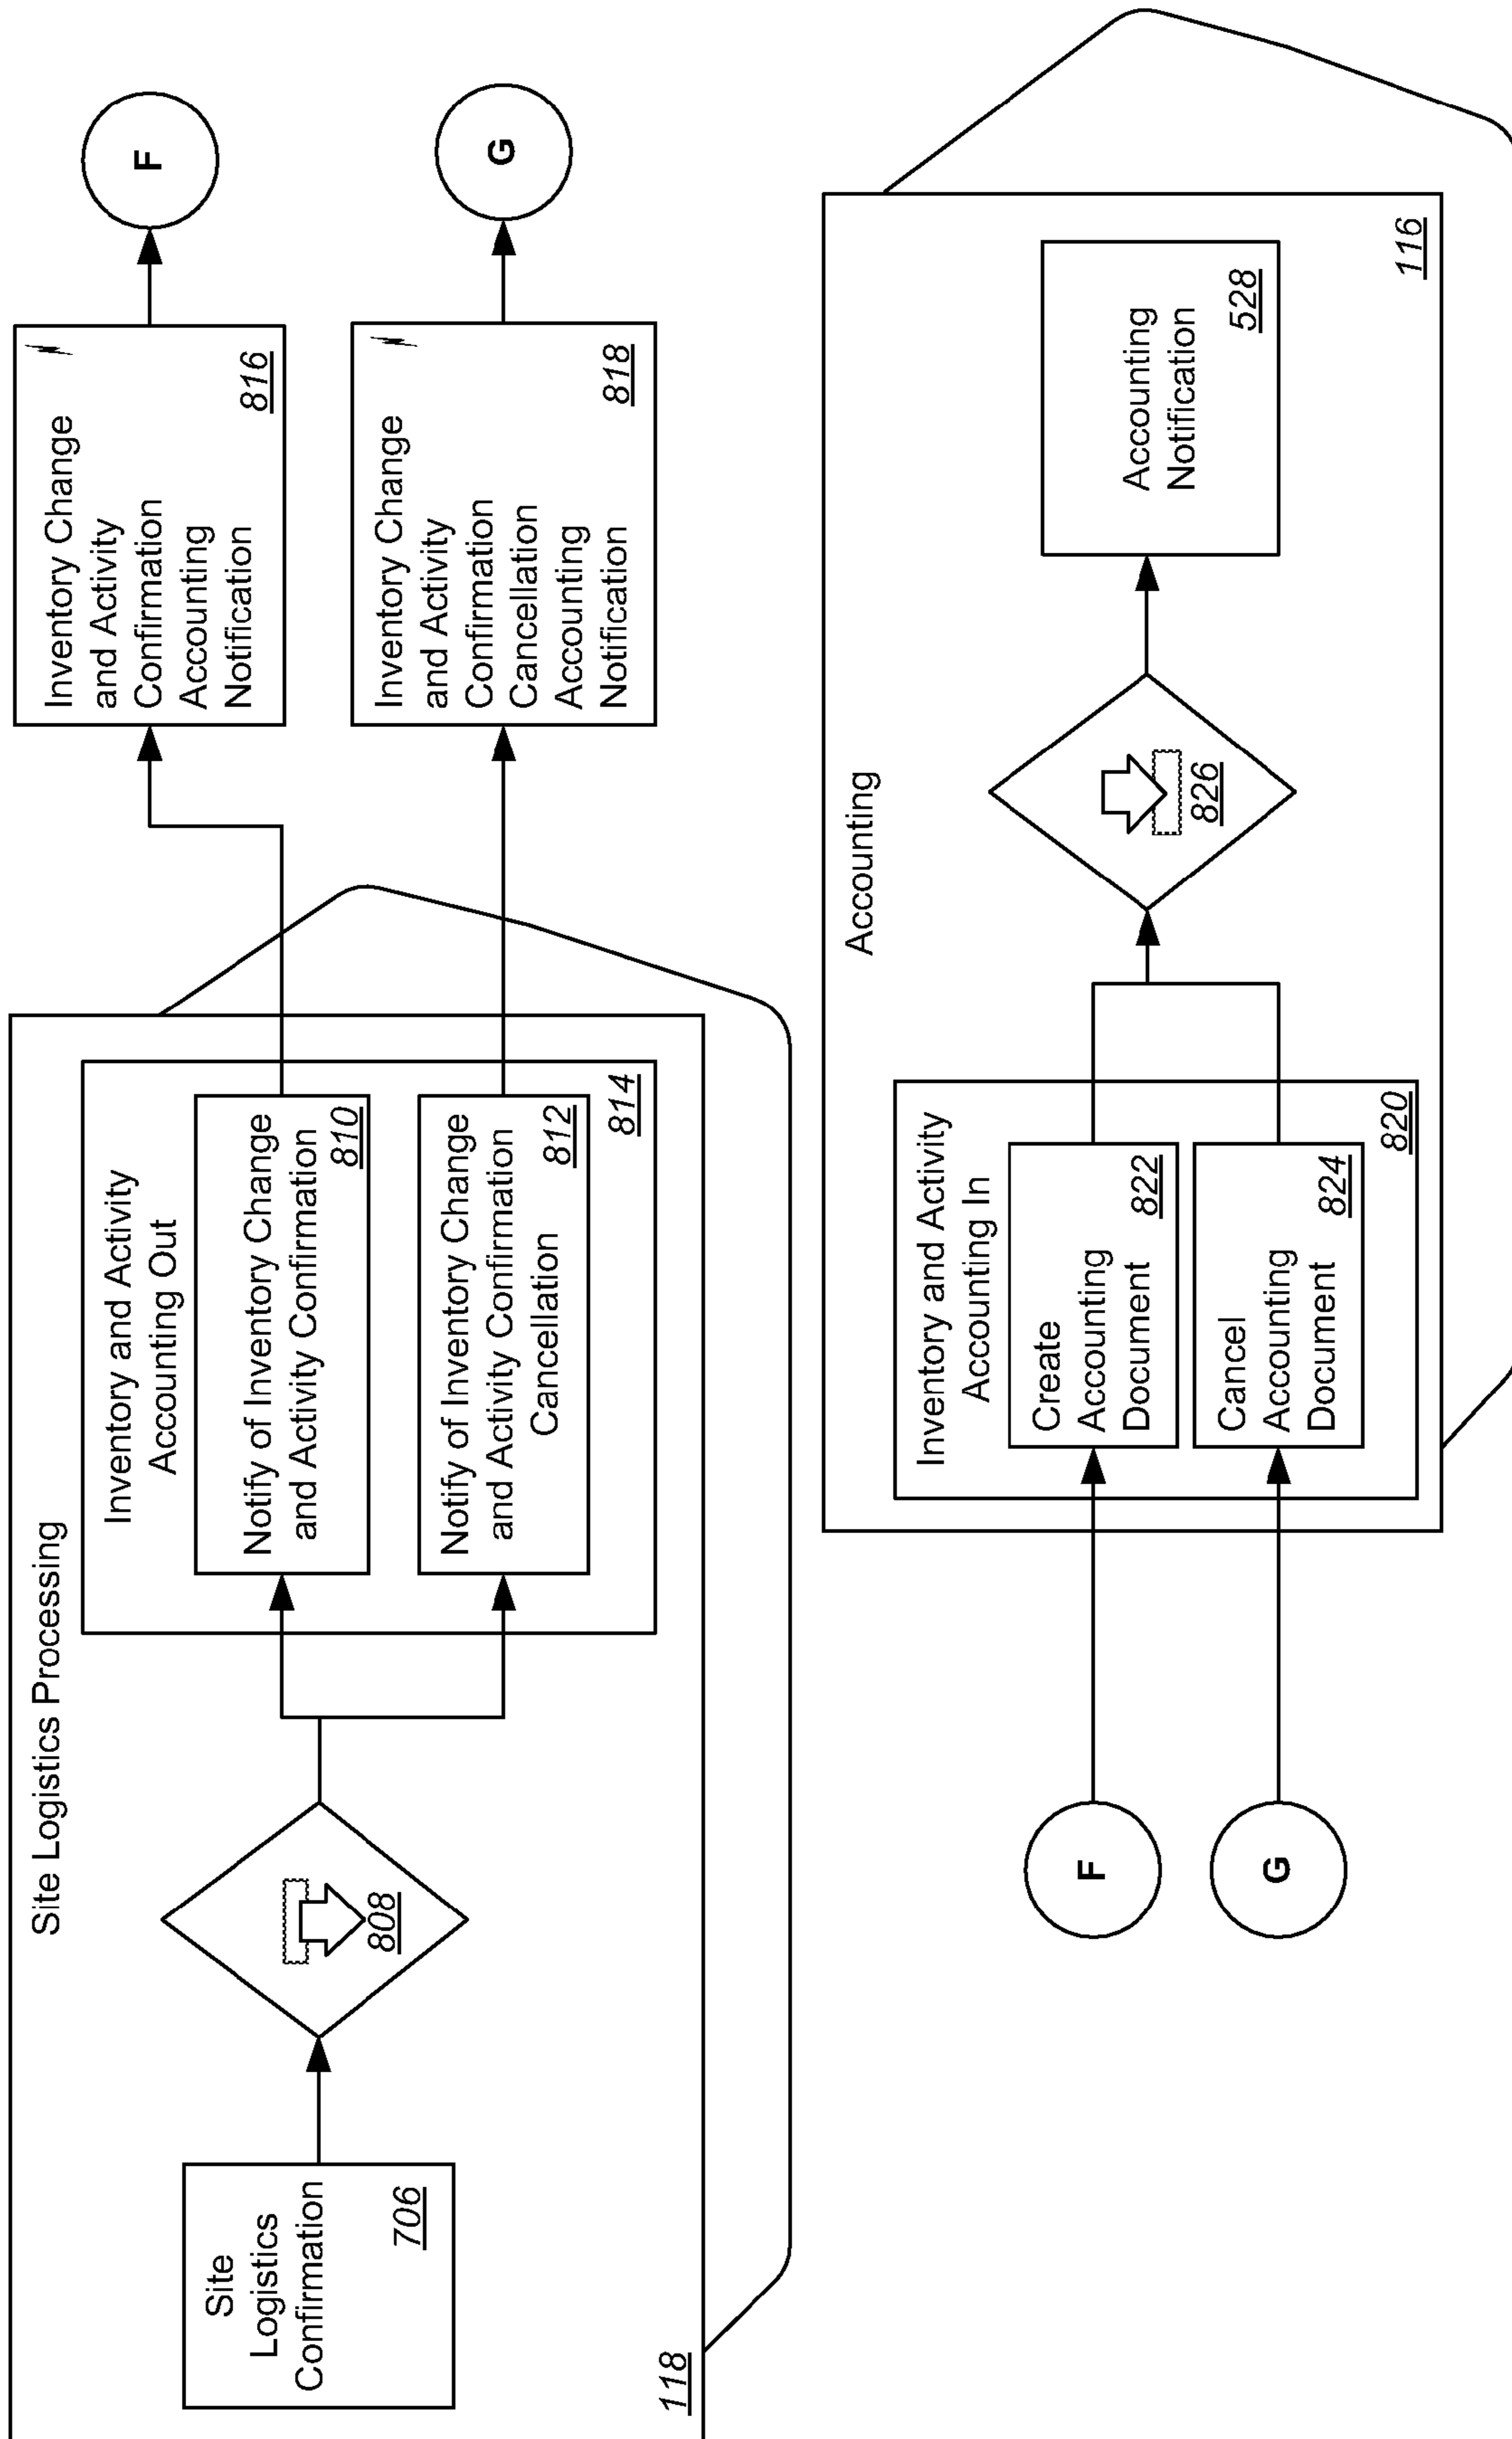 Site Logistics Processing
Site
Logistics
Confirmation
706
808
Inventory and Activity
Accounting Out
Notify of Inventory Change
and Activity Confirmation
810
Notify of Inventory Change
and Activity Confirmation
Cancellation
812
814
118
Inventory Change
and Activity
Confirmation
Accounting
Notification
816
F
Inventory Change
and Activity
Confirmation
Cancellation
Accounting
Notification
818
G
F
G
Accounting
Inventory and Activity
Accounting In
Create
Accounting
Document
822
Cancel
Accounting
Document
824
820
826
Accounting
Notification
528
116